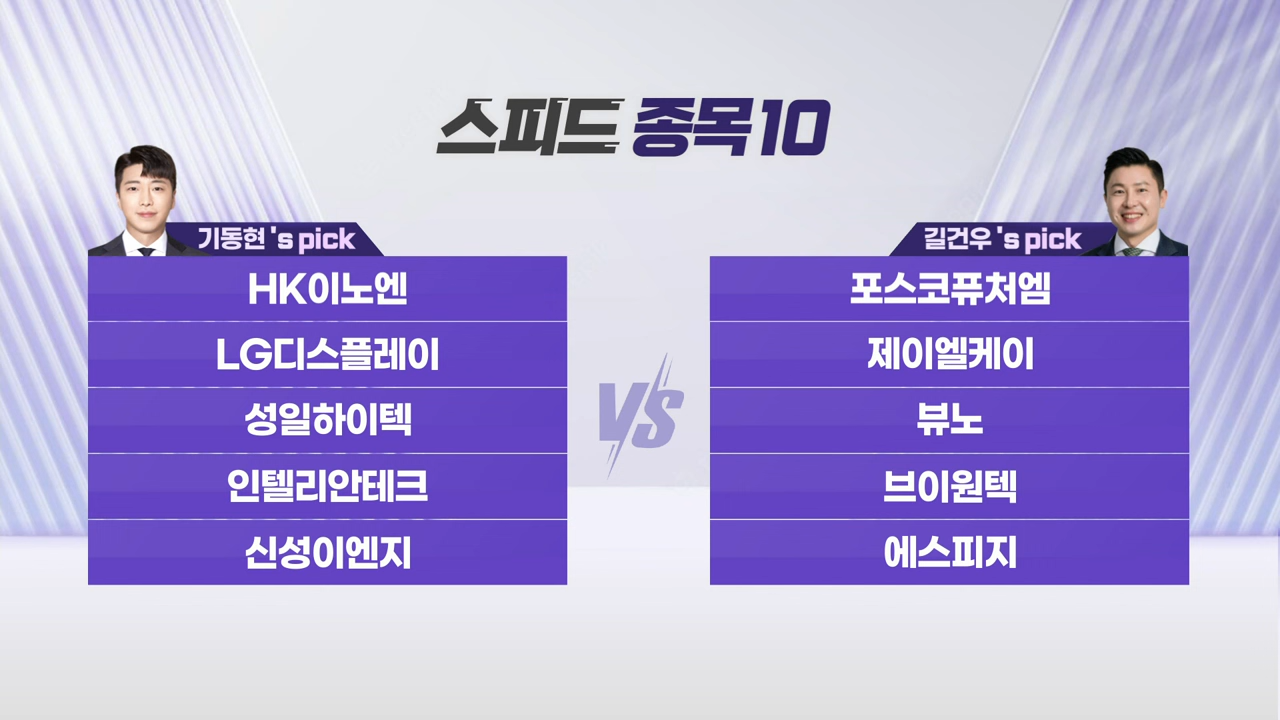 스피드 종목10
기동현 's pick
HK이노엔
LG디스플레이
성일하이텍
인텔리안테크
신성이엔지
VS
길건우 's pick
포스코퓨처엠
제이엘케이
뷰노
브이원텍
에스피지